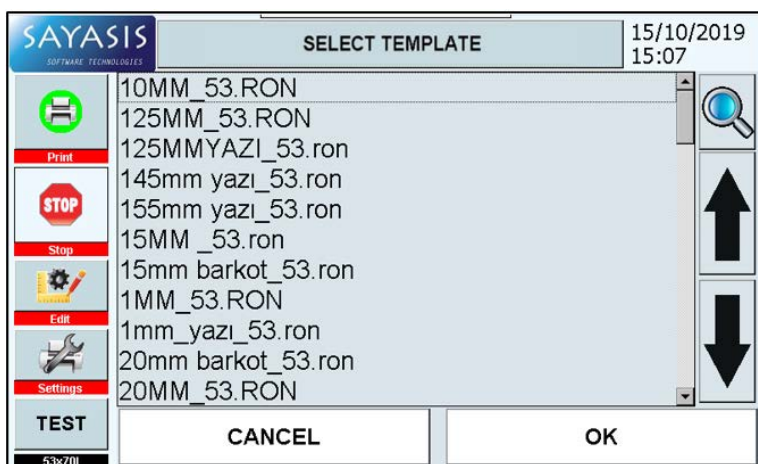 SAYASIS
SOFTWARE TECHNOLOGIES
SELECT TEMPLATE
15/10/2019
15:07
Print
Stop
Edit
Settings
TEST
53x70L
10MM_53.RON
125MM_53.RON
125MMYAZI_53.ron
145mm yazı_53.ron
155mm yazı_53.ron
15MM _53.ron
15mm barkot_53.ron
1MM_53.RON
1mm_yazı_53.ron
20mm barkot_53.ron
20MM_53.RON
STOP
CANCEL
OK